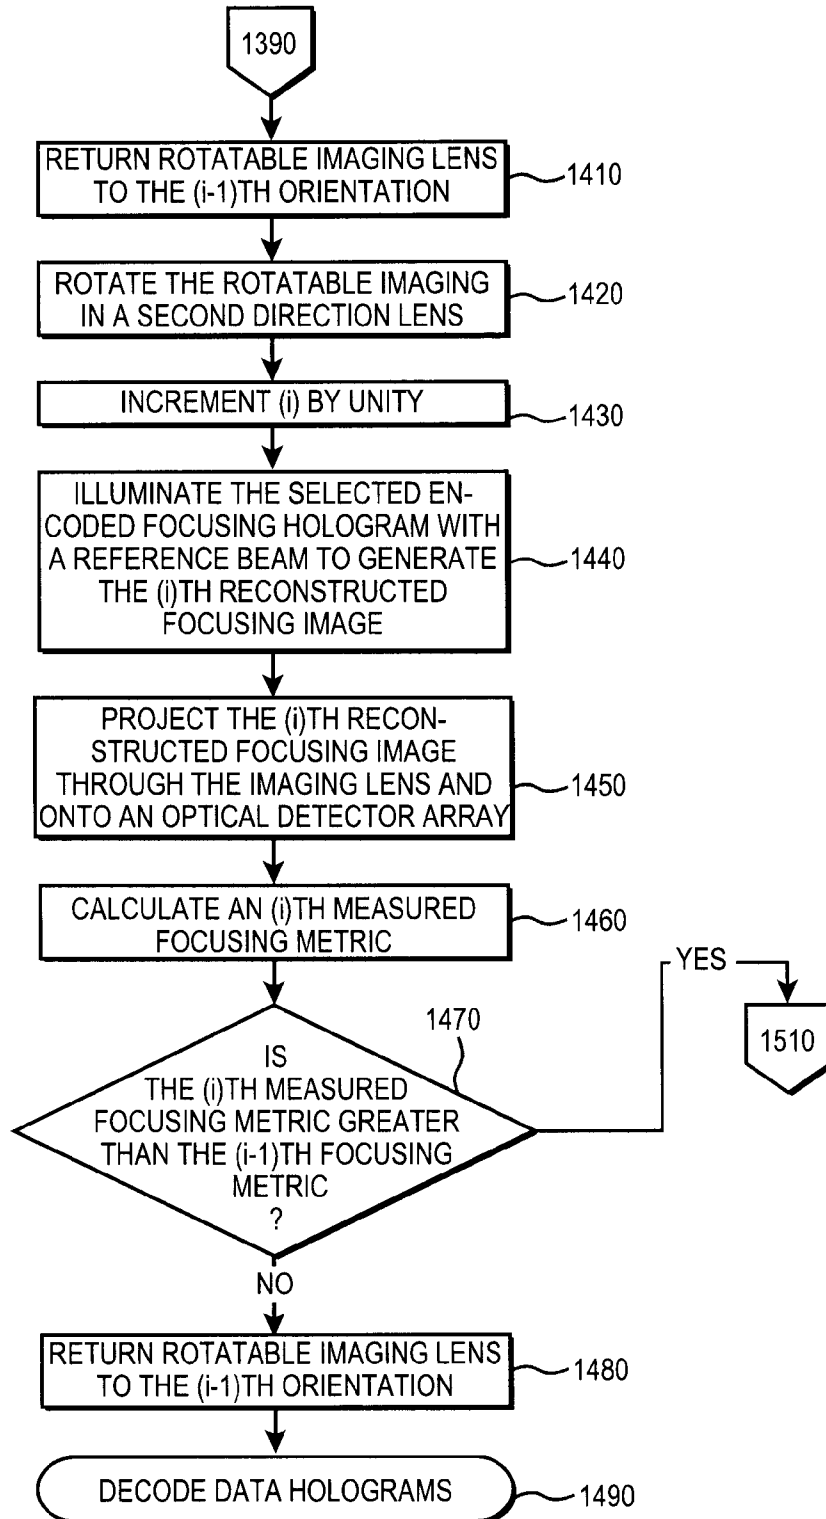 1390
RETURN ROTATABLE IMAGING LENS
TO THE (i-1)TH ORIENTATION
1410
ROTATE THE ROTATABLE IMAGING
IN A SECOND DIRECTION LENS
1420
INCREMENT (i) BY UNITY
1430
ILLUMINATE THE SELECTED EN-
CODED FOCUSING HOLOGRAM WITH
A REFERENCE BEAM TO GENERATE
THE (i)TH RECONSTRUCTED
FOCUSING IMAGE
1440
PROJECT THE (i)TH RECON-
STRUCTED FOCUSING IMAGE
THROUGH THE IMAGING LENS AND
ONTO AN OPTICAL DETECTOR ARRAY
1450
CALCULATE AN (i)TH MEASURED
FOCUSING METRIC
1460
YES
1510
1470
IS
THE (i)TH MEASURED
FOCUSING METRIC GREATER
THAN THE (i-1)TH FOCUSING
METRIC
?
NO
RETURN ROTATABLE IMAGING LENS
TO THE (i-1)TH ORIENTATION
1480
DECODE DATA HOLOGRAMS
1490